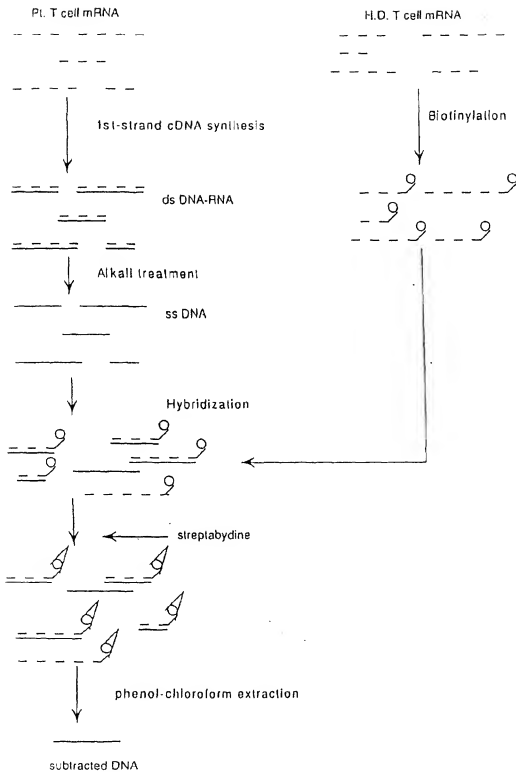 Pt. T cell mRNA
H.D. T cell mRNA
1st-strand cDNA synthesis
Biotinylation
ds DNA-RNA
Alkali treatment
ss DNA
Hybridization
streptabydine
phenol-chloroform extraction
subtracted DNA